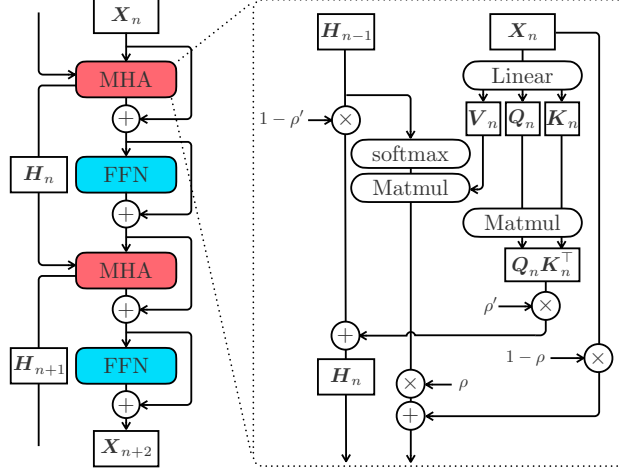 X_n
MHA
+
H_n
FFN
+
MHA
+
H_{n+1}
FFN
+
X_{n+2}
H_{n-1}
X_n
Linear
1 − ρ′
×
V_n Q_n K_n
softmax
Matmul
Matmul
Q_n K_n^⊤
ρ′
×
+
H_n
1 − ρ
×
×
ρ
+